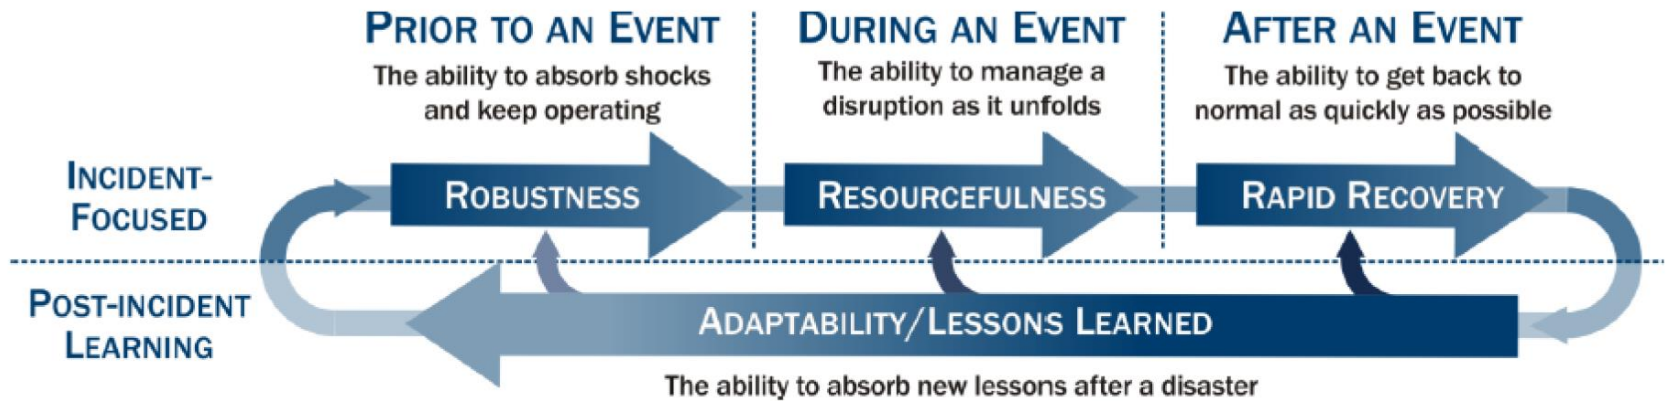 PRIOR TO AN EVENT
The ability to absorb shocks
and keep operating
DURING AN EVENT
The ability to manage a
disruption as it unfolds
AFTER AN EVENT
The ability to get back to
normal as quickly as possible
INCIDENT-
FOCUSED
ROBUSTNESS
RESOURCEFULNESS
RAPID RECOVERY
POST-INCIDENT
LEARNING
ADAPTABILITY/LESSONS LEARNED
The ability to absorb new lessons after a disaster